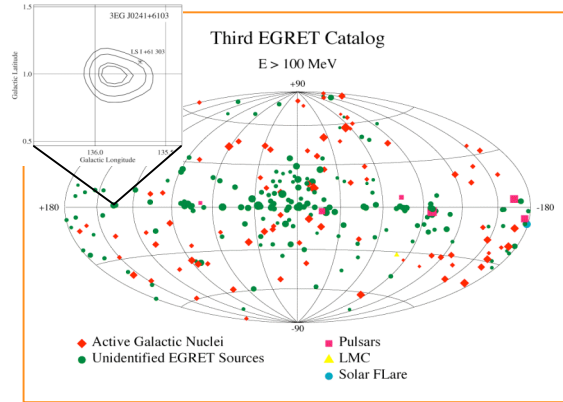 1.5
3EG J0241+6103
LS I +61 303
Galactic Latitude
1.0
0.5
136.0
135.5
Galactic Longitude
Third EGRET Catalog
E > 100 MeV
+90
+180
-180
-90
Active Galactic Nuclei
Unidentified EGRET Sources
Pulsars
LMC
Solar FLare